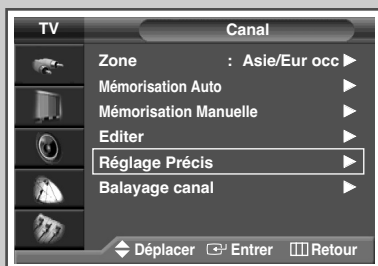 TV Canal
Zone : Asie/Eur occ
Mémorisation Auto
Mémorisation Manuelle
Editer
Réglage Précis
Balayage canal
Déplacer Entrer Retour